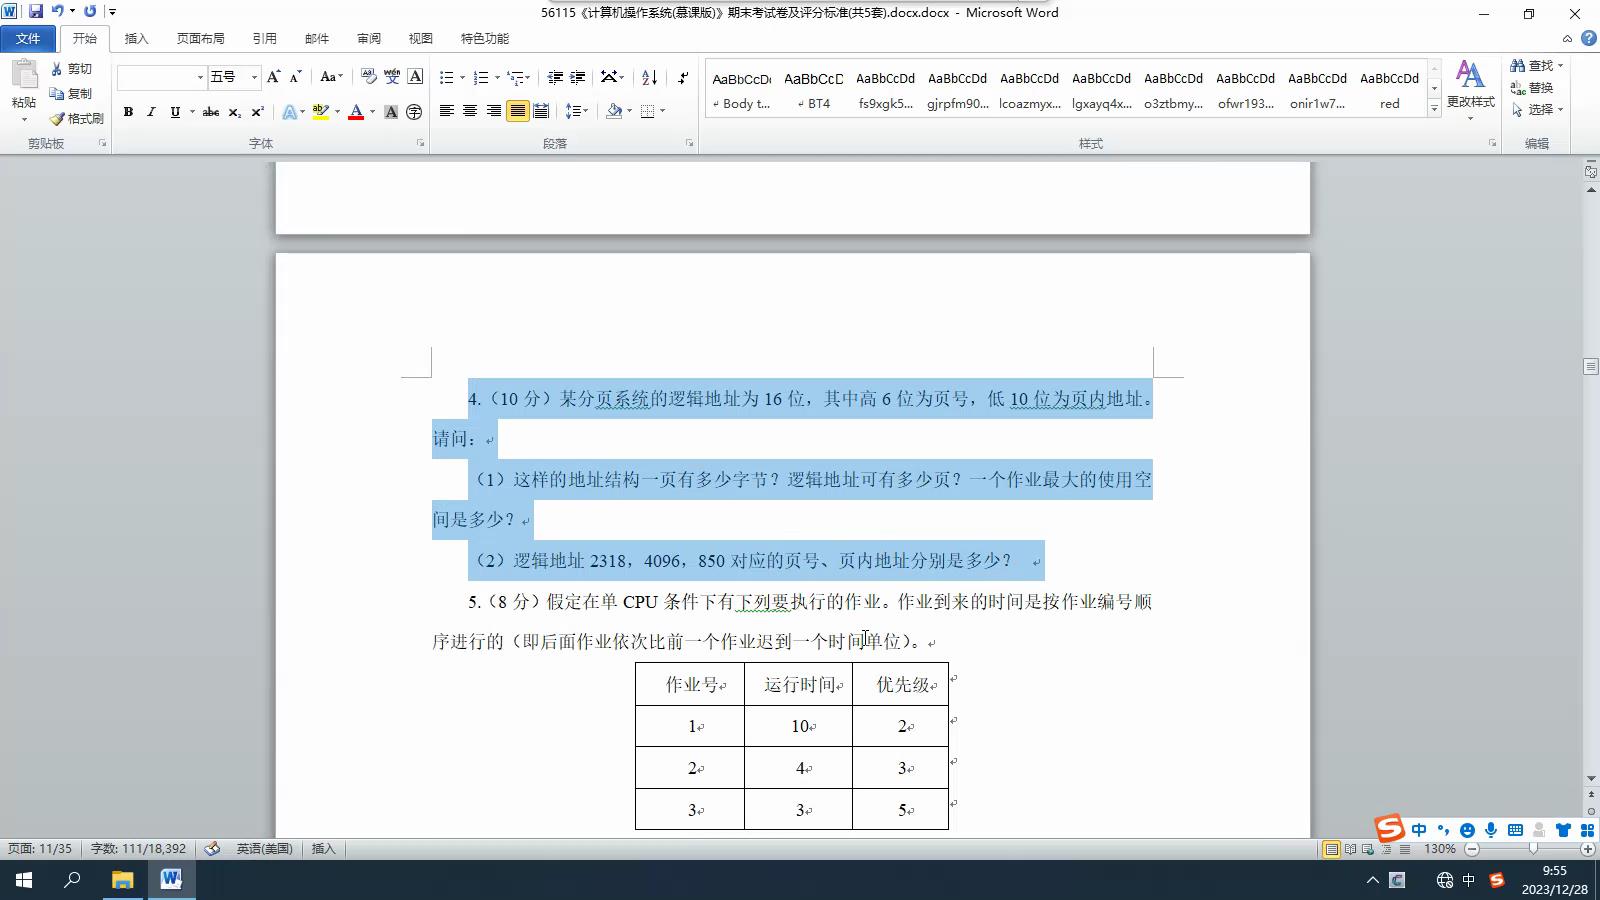 56115《计算机操作系统(慕课版)》期末考试卷及评分标准(共5套).docx.docx - Microsoft Word
文件 开始 插入 页面布局 引用 邮件 审阅 视图 特色功能
粘贴 剪切 复制 格式刷 剪贴板
五号 字体
段落
AaBbCcDc AaBbCcD AaBbCcDd AaBbCcDd AaBbCcDd AaBbCcDd AaBbCcDd AaBbCcDd AaBbCcDd AaBbCcDd
Body t... BT4 fs9xgk5... gjrpfm90... lcoazmyx... lgxayq4x... o3ztbmy... ofwr193... onir1w7... red
样式
更改样式
查找 替换 选择 编辑
4.（10 分）某分页系统的逻辑地址为 16 位，其中高 6 位为页号，低 10 位为页内地址。
请问：
（1）这样的地址结构一页有多少字节？逻辑地址可有多少页？一个作业最大的使用空
间是多少？
（2）逻辑地址 2318，4096，850 对应的页号、页内地址分别是多少？
5.（8 分）假定在单 CPU 条件下有下列要执行的作业。作业到来的时间是按作业编号顺
序进行的（即后面作业依次比前一个作业迟到一个时间单位）。
作业号 运行时间 优先级
1 10 2
2 4 3
3 3 5
页面: 11/35 字数: 111/18,392 英语(美国) 插入 130%
中
中
9:55
2023/12/28